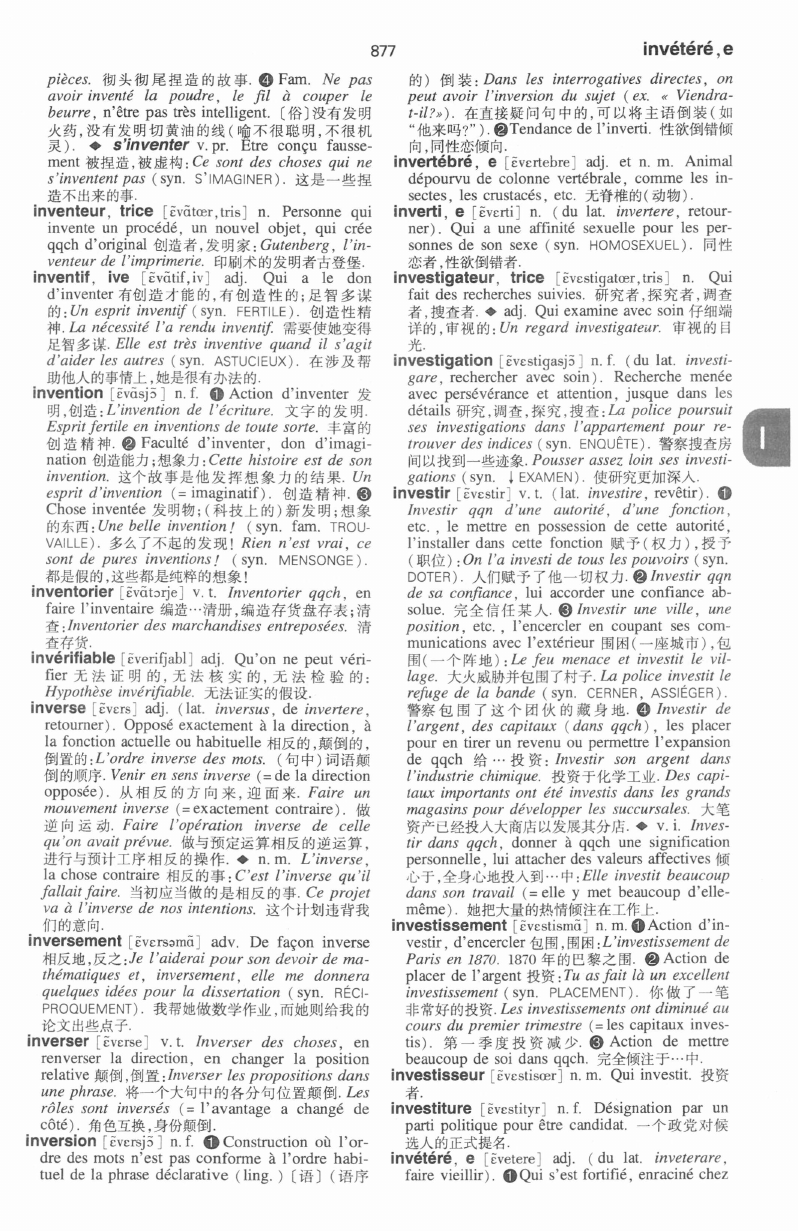 877
invétéré,e
pièces. 彻头彻尾捏造的故事. ❹ Fam. Ne pas
avoir inventé la poudre, le fil à couper le
beurre, n'être pas très intelligent. [俗]没有发明
火药,没有发明切黄油的线(喻不很聪明,不很机
灵). ◆ s'inventer v. pr. Être conçu fausse-
ment 被捏造,被虚构: Ce sont des choses qui ne
s'inventent pas (syn. S'IMAGINER). 这是一些捏
造不出来的事.
inventeur, trice [ɛ̃vɑ̃tœr,tris] n. Personne qui
invente un procédé, un nouvel objet, qui crée
qqch d'original 创造者,发明家: Gutenberg, l'in-
venteur de l'imprimerie. 印刷术的发明者古登堡.
inventif, ive [ɛ̃vɑ̃tif,iv] adj. Qui a le don
d'inventer 有创造才能的,有创造性的;足智多谋
的: Un esprit inventif (syn. FERTILE). 创造性精
神. La nécessité l'a rendu inventif. 需要使她变得
足智多谋. Elle est très inventive quand il s'agit
d'aider les autres (syn. ASTUCIEUX). 在涉及帮
助他人的事情上,她是很有办法的.
invention [ɛ̃vɑ̃sjɔ̃] n. f. ❶ Action d'inventer 发
明,创造: L'invention de l'écriture. 文字的发明.
Esprit fertile en inventions de toute sorte. 丰富的
创造精神. ❷ Faculté d'inventer, don d'imagi-
nation 创造能力;想象力: Cette histoire est de son
invention. 这个故事是他发挥想象力的结果. Un
esprit d'invention (= imaginatif). 创造精神. ❸
Chose inventée 发明物;(科技上的)新发明;想象
的东西: Une belle invention! (syn. fam. TROU-
VAILLE). 多么了不起的发现! Rien n'est vrai, ce
sont de pures inventions! (syn. MENSONGE).
都是假的,这些都是纯粹的想象!
inventorier [ɛ̃vɑ̃tɔrje] v. t. Inventorier qqch, en
faire l'inventaire 编造…清册,编造存货盘存表;清
查: Inventorier des marchandises entreposées. 清
查存货.
invérifiable [ɛ̃verifjabl] adj. Qu'on ne peut véri-
fier 无法证明的,无法核实的,无法检验的:
Hypothèse invérifiable. 无法证实的假设.
inverse [ɛ̃vɛrs] adj. (lat. inversus, de invertere,
retourner). Opposé exactement à la direction, à
la fonction actuelle ou habituelle 相反的,颠倒的,
倒置的: L'ordre inverse des mots. (句中)词语颠
倒的顺序. Venir en sens inverse (= de la direction
opposée). 从相反的方向来,迎面来. Faire un
mouvement inverse (= exactement contraire). 做
逆向运动. Faire l'opération inverse de celle
qu'on avait prévue. 做与预定运算相反的逆运算,
进行与预计工序相反的操作. ◆ n. m. L'inverse,
la chose contraire 相反的事: C'est l'inverse qu'il
fallait faire. 当初应当做的是相反的事. Ce projet
va à l'inverse de nos intentions. 这个计划违背我
们的意向.
inversement [ɛ̃vɛrsəmɑ̃] adv. De façon inverse
相反地,反之: Je l'aiderai pour son devoir de ma-
thématiques et, inversement, elle me donnera
quelques idées pour la dissertation (syn. RÉCI-
PROQUEMENT). 我帮她做数学作业,而她则给我的
论文出些点子.
inverser [ɛ̃vɛrse] v. t. Inverser des choses, en
renverser la direction, en changer la position
relative 颠倒,倒置: Inverser les propositions dans
une phrase. 将一个大句中的各分句位置颠倒. Les
rôles sont inversés (= l'avantage a changé de
côté). 角色互换,身份颠倒.
inversion [ɛ̃vɛrsjɔ̃] n. f. ❶ Construction où l'or-
dre des mots n'est pas conforme à l'ordre habi-
tuel de la phrase déclarative (ling.) [语] (语序
的) 倒装: Dans les interrogatives directes, on
peut avoir l'inversion du sujet (ex. « Viendra-
t-il?»). 在直接疑问句中的,可以将主语倒装(如
“他来吗?”). ❷ Tendance de l'inverti. 性欲倒错倾
向,同性恋倾向.
invertébré, e [ɛ̃vɛrtebre] adj. et n. m. Animal
dépourvu de colonne vertébrale, comme les in-
sectes, les crustacés, etc. 无脊椎的(动物).
inverti, e [ɛ̃vɛrti] n. (du lat. invertere, retour-
ner). Qui a une affinité sexuelle pour les per-
sonnes de son sexe (syn. HOMOSEXUEL). 同性
恋者,性欲倒错者.
investigateur, trice [ɛ̃vɛstigatœr,tris] n. Qui
fait des recherches suivies. 研究者,探究者,调查
者,搜查者. ◆ adj. Qui examine avec soin 仔细端
详的,审视的: Un regard investigateur. 审视的目
光.
investigation [ɛ̃vɛstigasjɔ̃] n. f. (du lat. investi-
gare, rechercher avec soin). Recherche menée
avec persévérance et attention, jusque dans les
détails 研究,调查,探究,搜查: La police poursuit
ses investigations dans l'appartement pour re-
trouver des indices (syn. ENQUÊTE). 警察搜查房
间以找到一些迹象. Pousser assez loin ses investi-
gations (syn. ↓EXAMEN). 使研究更加深入.
investir [ɛ̃vɛstir] v. t. (lat. investire, revêtir). ❶
Investir qqn d'une autorité, d'une fonction,
etc., le mettre en possession de cette autorité,
l'installer dans cette fonction 赋予(权力),授予
(职位): On l'a investi de tous les pouvoirs (syn.
DOTER). 人们赋予了他一切权力. ❷ Investir qqn
de sa confiance, lui accorder une confiance ab-
solue. 完全信任某人. ❸ Investir une ville, une
position, etc., l'encercler en coupant ses com-
munications avec l'extérieur 围困(一座城市),包
围(一个阵地): Le feu menace et investit le vil-
lage. 大火威胁并包围了村子. La police investit le
refuge de la bande (syn. CERNER, ASSIÉGER).
警察包围了这个团伙的藏身地. ❹ Investir de
l'argent, des capitaux (dans qqch), les placer
pour en tirer un revenu ou permettre l'expansion
de qqch 给…投资: Investir son argent dans
l'industrie chimique. 投资于化学工业. Des capi-
taux importants ont été investis dans les grands
magasins pour développer les succursales. 大笔
资产已经投入大商店以发展其分店. ◆ v. i. Inves-
tir dans qqch, donner à qqch une signification
personnelle, lui attacher des valeurs affectives 倾
心于,全身心地投入到…中: Elle investit beaucoup
dans son travail (= elle y met beaucoup d'elle-
même). 她把大量的热情倾注在工作上.
investissement [ɛ̃vɛstismɑ̃] n. m. ❶ Action d'in-
vestir, d'encercler 包围,围困: L'investissement de
Paris en 1870. 1870年的巴黎之围. ❷ Action de
placer de l'argent 投资: Tu as fait là un excellent
investissement (syn. PLACEMENT). 你做了一笔
非常好的投资. Les investissements ont diminué au
cours du premier trimestre (= les capitaux inves-
tis). 第一季度投资减少. ❸ Action de mettre
beaucoup de soi dans qqch. 完全倾注于…中.
investisseur [ɛ̃vɛstisœr] n. m. Qui investit. 投资
者.
investiture [ɛ̃vɛstityr] n. f. Désignation par un
parti politique pour être candidat. 一个政党对候
选人的正式提名.
invétéré, e [ɛ̃vetere] adj. (du lat. inveterare,
faire vieillir). ❶ Qui s'est fortifié, enraciné chez
I